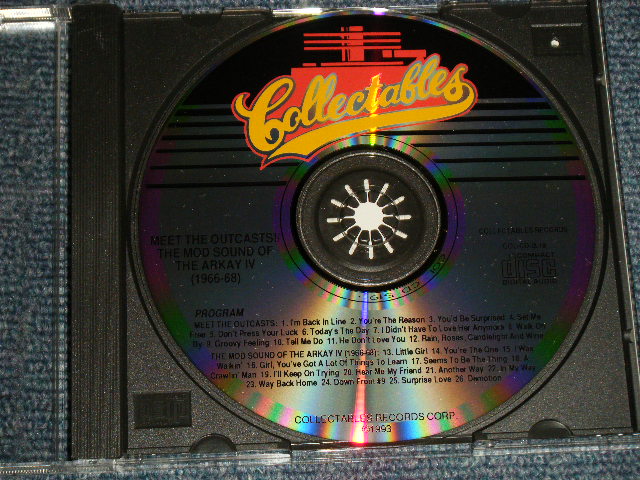 Collectables
MEET THE OUTCASTS!
THE MOD SOUND OF
THE ARKAY IV
(1966-68)
COLLECTABLES RECORDS
COMPACT
disc
DIGITAL AUDIO
PROGRAM
MEET THE OUTCASTS: 1. I'm Back In Line 2. You're The Reason 3. You'd Be Surprised 4. Set Me
Free 5. Don't Press Your Luck 6. Today's The Day 7. I Didn't Have To Love Her Anymore 8. Walk On
By 9. Groovy Feeling 10. Tell Me Do 11. He Don't Love You 12. Rain, Roses, Candlelight And Wine
THE MOD SOUND OF THE ARKAY IV (1966-68): 13. Little Girl 14. You're The One 15. I Was
Walkin' 16. Girl, You've Got A Lot Of Things To Learn 17. Seems To Be The Thing 18. A
Crawlin' Man 19. I'll Keep On Trying 20. Hear Me My Friend 21. Another Way 22. In My Way
23. Way Back Home 24. Down Front #9 25. Surprise Love 26. Demotion
COLLECTABLES RECORDS CORP.
©1993